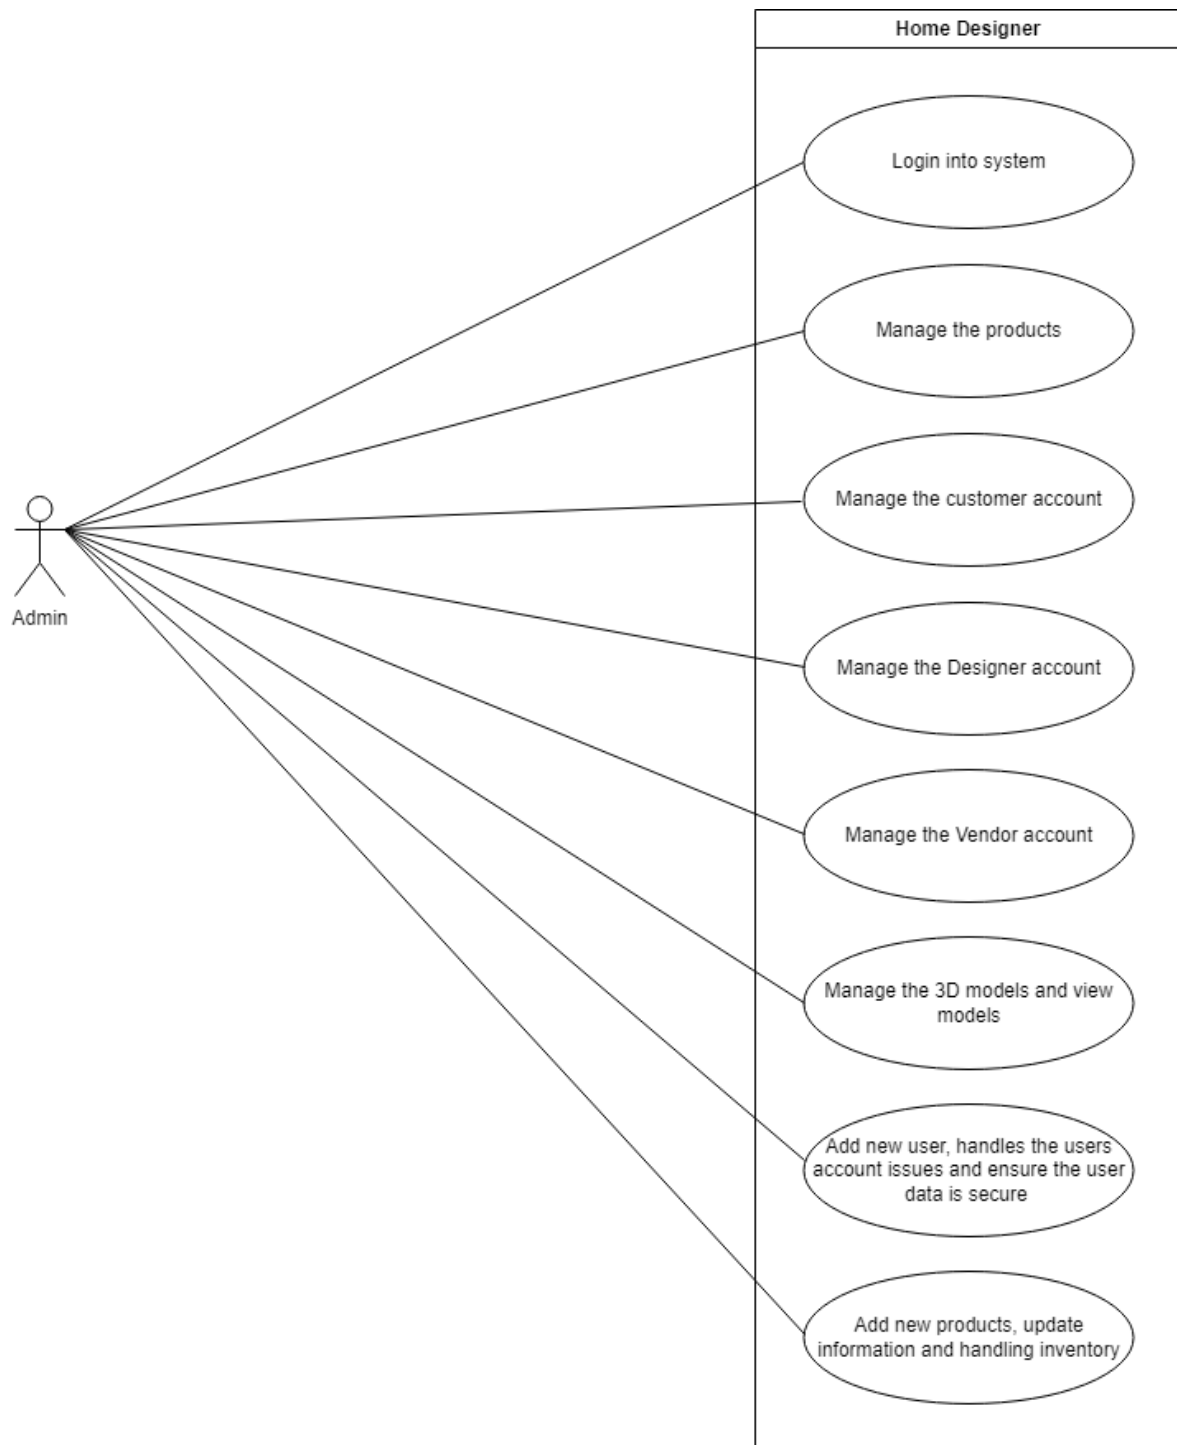 Home Designer
Login into system
Manage the products
Manage the customer account
Admin
Manage the Designer account
Manage the Vendor account
Manage the 3D models and view
models
Add new user, handles the users
account issues and ensure the user
data is secure
Add new products, update
information and handling inventory